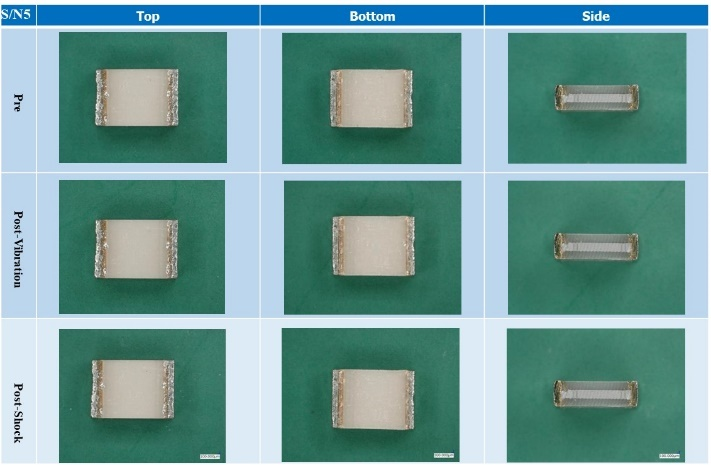 S/N5 Top Bottom Side
Pre
Post-Vibration
Post-Shock